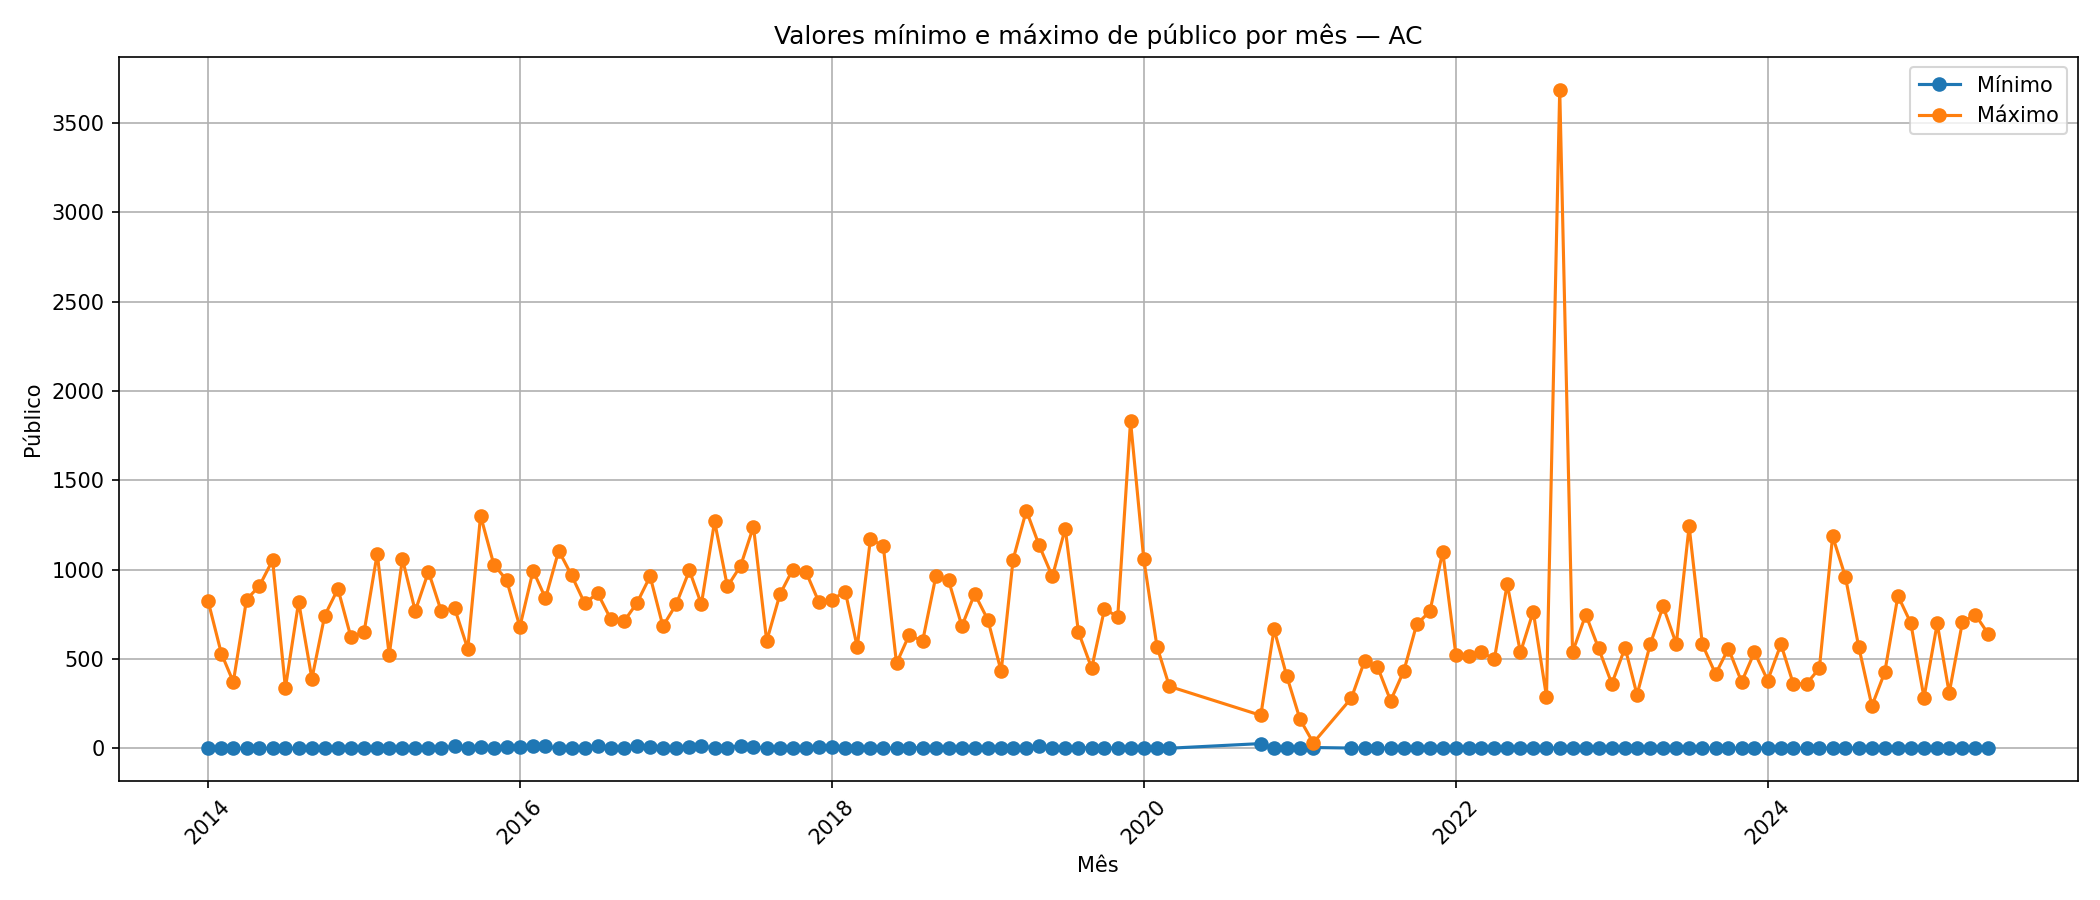 Valores mínimo e máximo de público por mês — AC
Mínimo
Máximo
Público
3500
3000
2500
2000
1500
1000
500
0
2014
2016
2018
2020
2022
2024
Mês